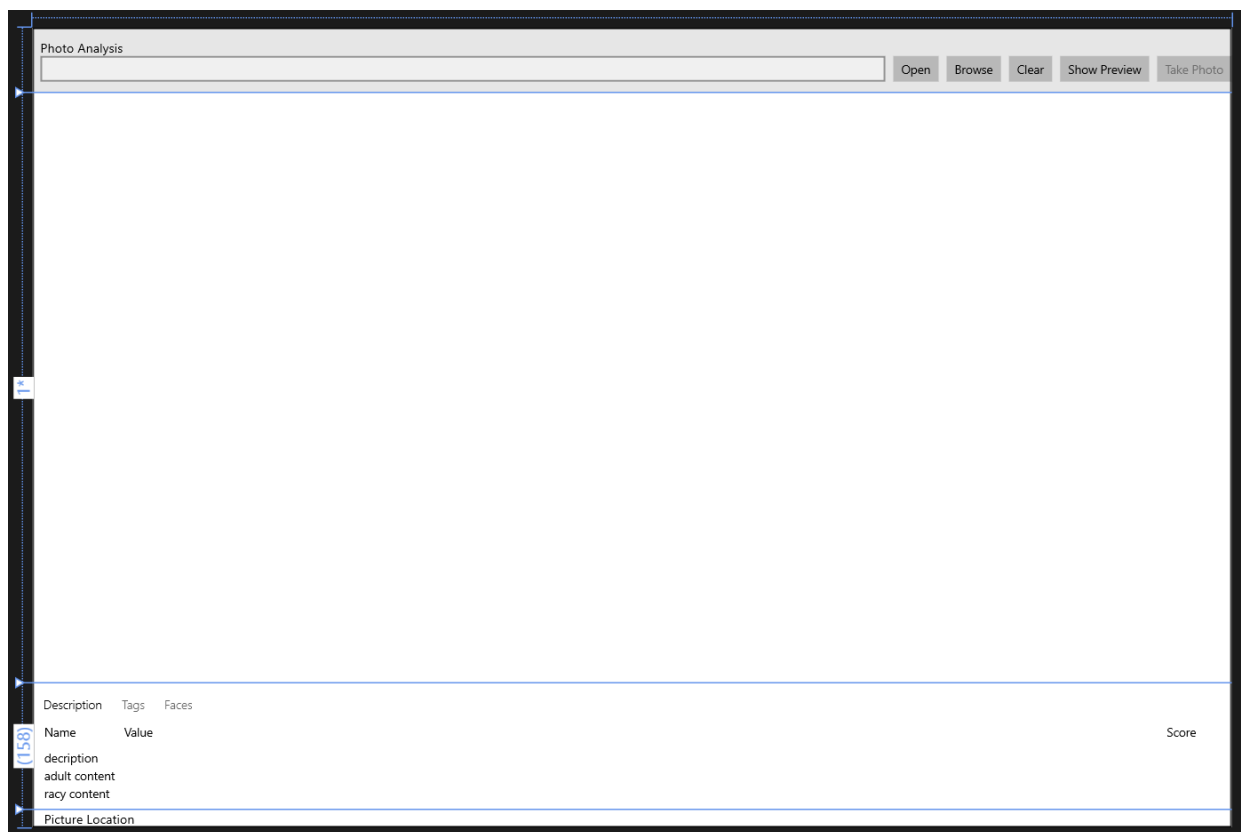 Photo Analysis
Open Browse Clear Show Preview Take Photo
1*
Description Tags Faces
Name Value Score
(158)
decription
adult content
racy content
Picture Location